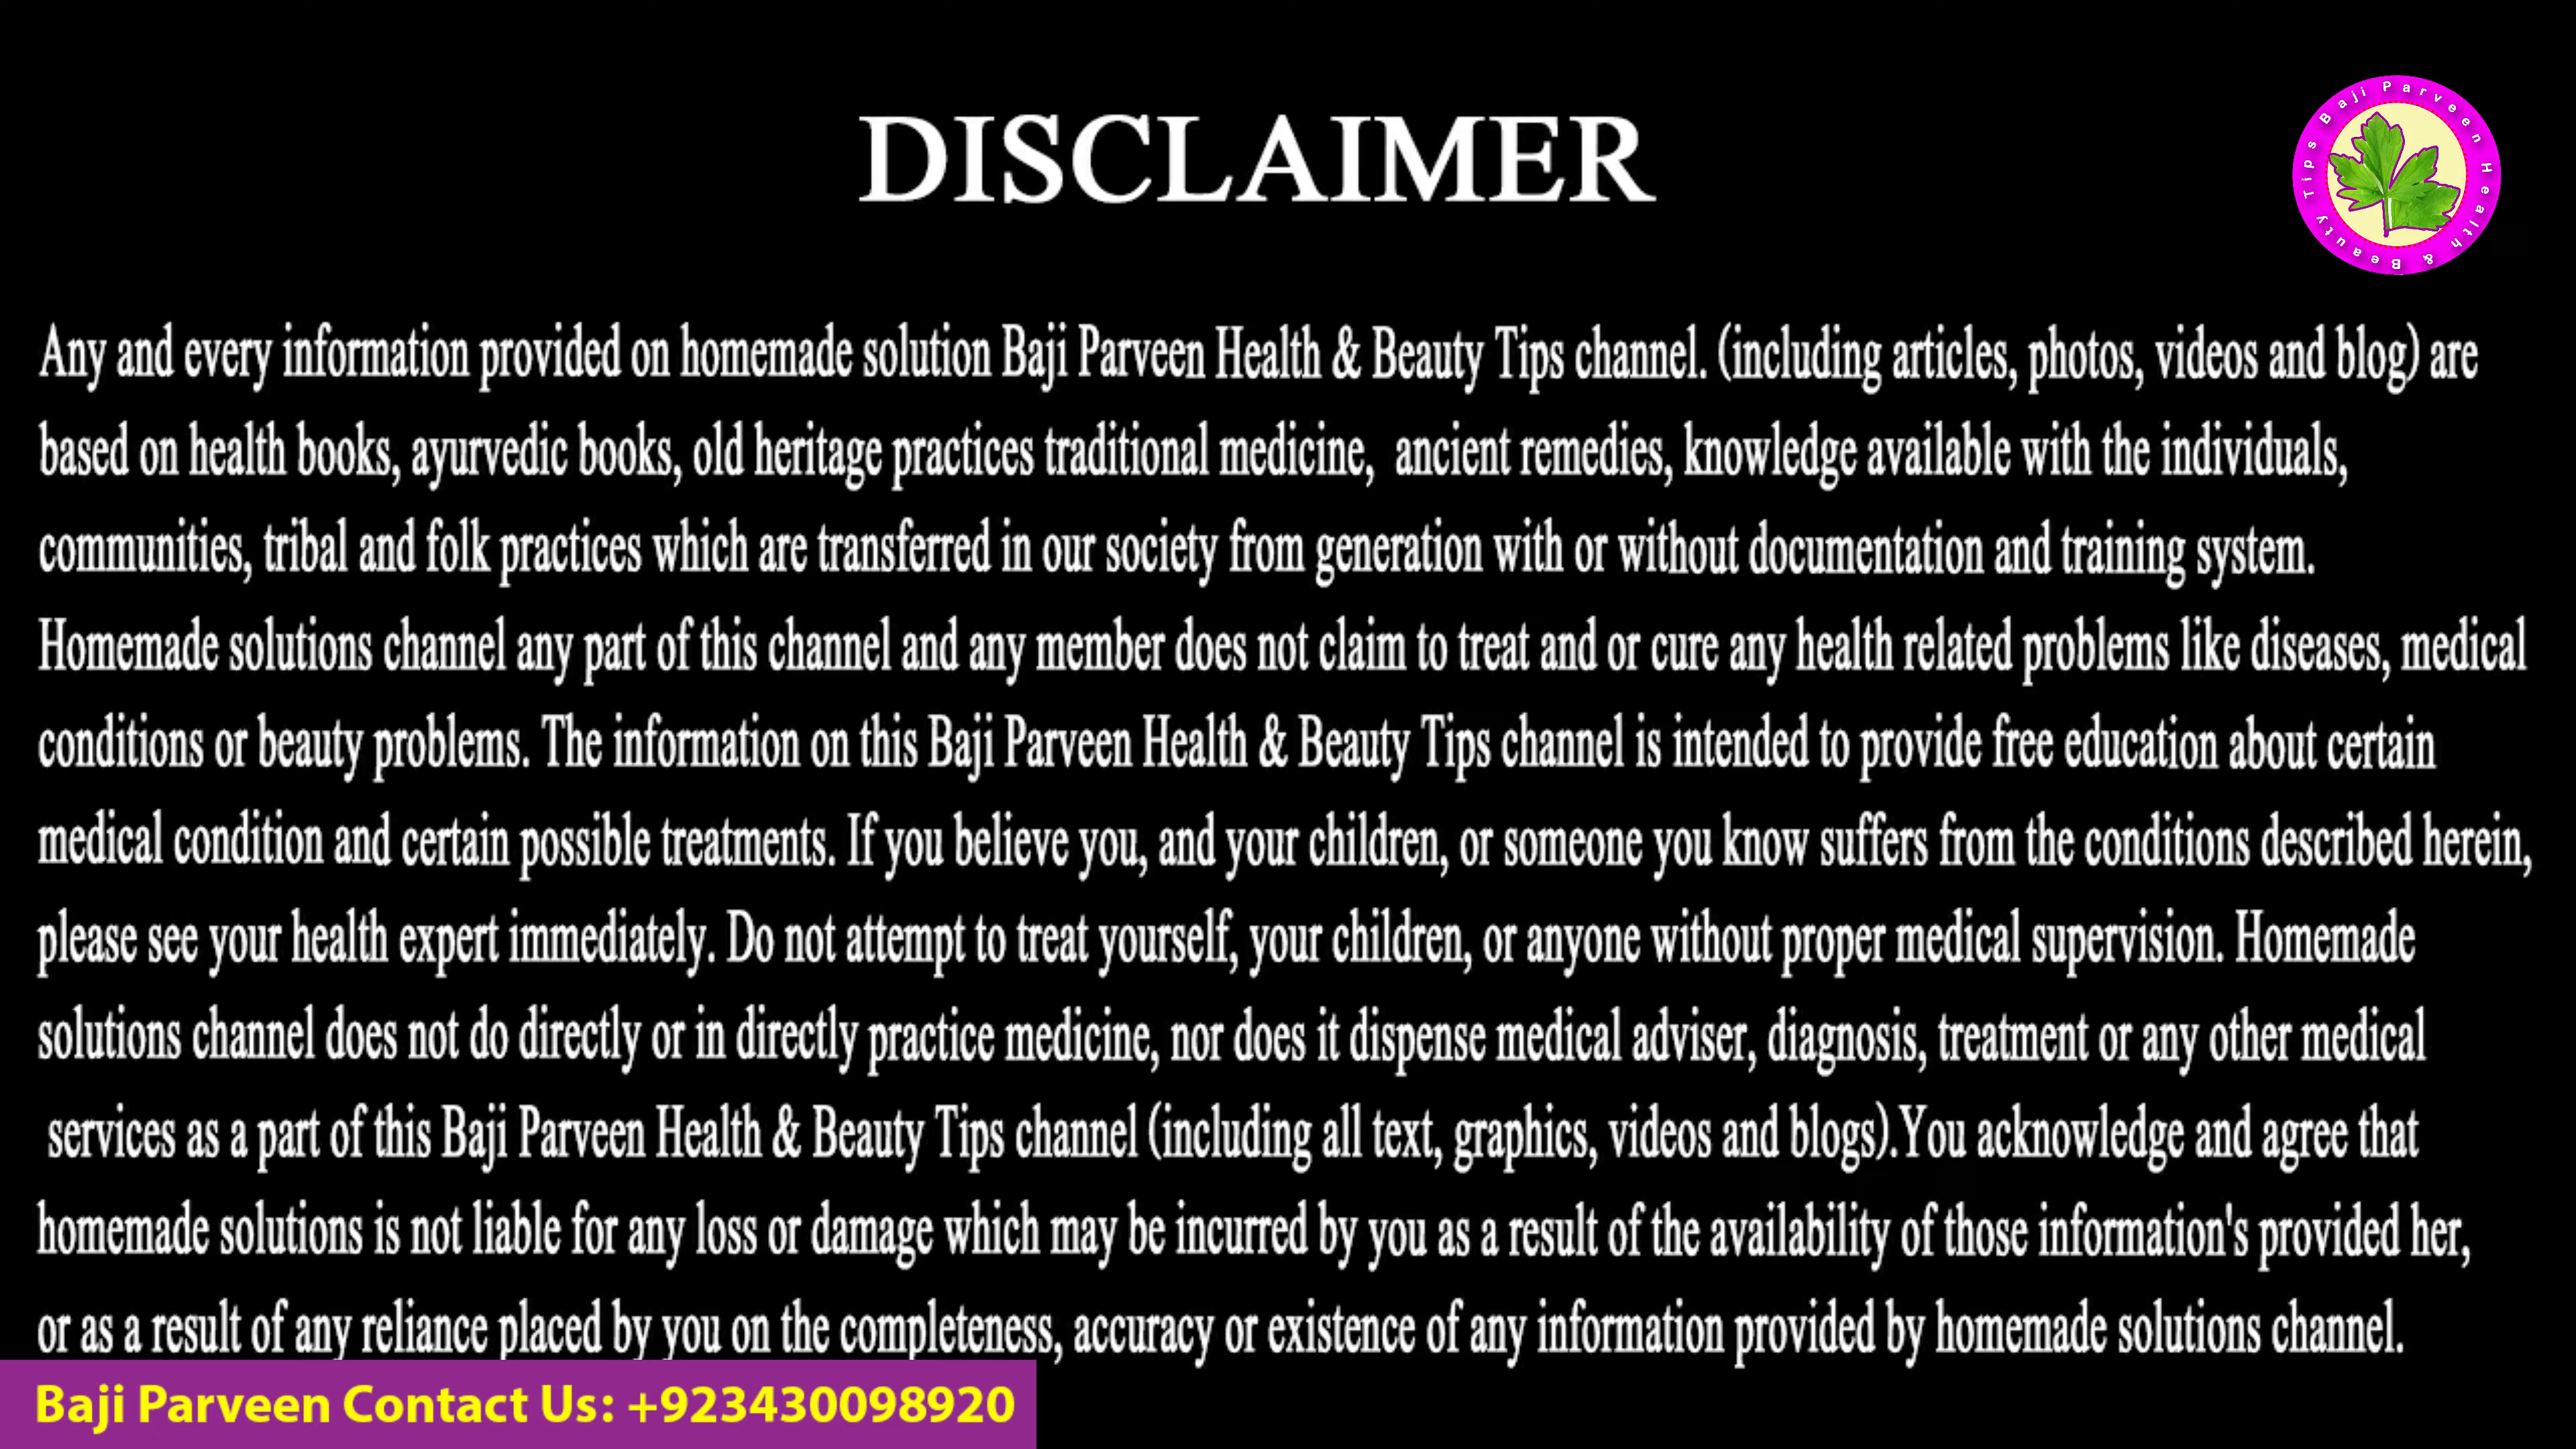 DISCLAIMER
Baji Parveen Health & Beauty Tips
Any and every information provided on homemade solution Baji Parveen Health & Beauty Tips channel. (including articles, photos, videos and blog) are
based on health books, ayurvedic books, old heritage practices traditional medicine, ancient remedies, knowledge available with the individuals,
communities, tribal and folk practices which are transferred in our society from generation with or without documentation and training system.
Homemade solutions channel any part of this channel and any member does not claim to treat and or cure any health related problems like diseases, medical
conditions or beauty problems. The information on this Baji Parveen Health & Beauty Tips channel is intended to provide free education about certain
medical condition and certain possible treatments. If you believe you, and your children, or someone you know suffers from the conditions described herein,
please see your health expert immediately. Do not attempt to treat yourself, your children, or anyone without proper medical supervision. Homemade
solutions channel does not do directly or in directly practice medicine, nor does it dispense medical adviser, diagnosis, treatment or any other medical
services as a part of this Baji Parveen Health & Beauty Tips channel (including all text, graphics, videos and blogs).You acknowledge and agree that
homemade solutions is not liable for any loss or damage which may be incurred by you as a result of the availability of those information's provided her,
or as a result of any reliance placed by you on the completeness, accuracy or existence of any information provided by homemade solutions channel.
Baji Parveen Contact Us: +923430098920